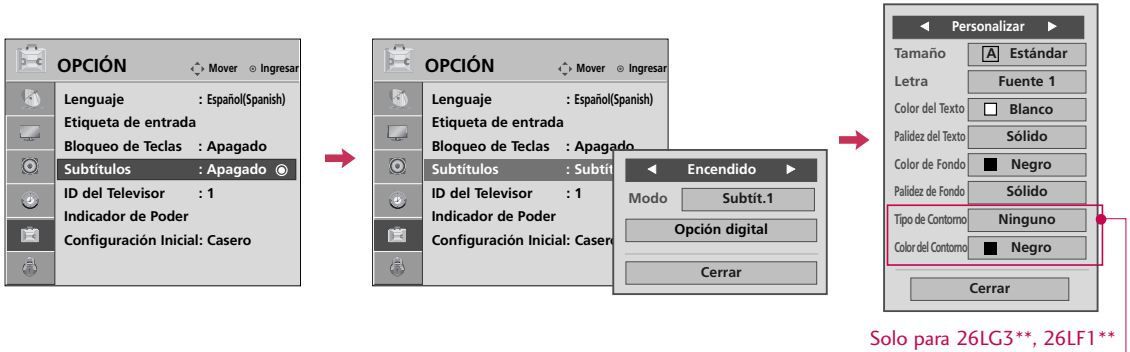 OPCIÓN Mover Ingresar
Lenguaje : Español(Spanish)
Etiqueta de entrada
Bloqueo de Teclas : Apagado
Subtítulos : Apagado
ID del Televisor : 1
Indicador de Poder
Configuración Inicial: Casero
OPCIÓN Mover Ingresar
Lenguaje : Español(Spanish)
Etiqueta de entrada
Bloqueo de Teclas : Apagado
Subtítulos : Subtít
ID del Televisor : 1
Indicador de Poder
Configuración Inicial: Casero
Encendido
Modo Subtít.1
Opción digital
Cerrar
Personalizar
Tamaño A Estándar
Letra Fuente 1
Color del Texto Blanco
Palidez del Texto Sólido
Color de Fondo Negro
Palidez de Fondo Sólido
Tipo de Contorno Ninguno
Color del Contorno Negro
Cerrar
Solo para 26LG3**, 26LF1**